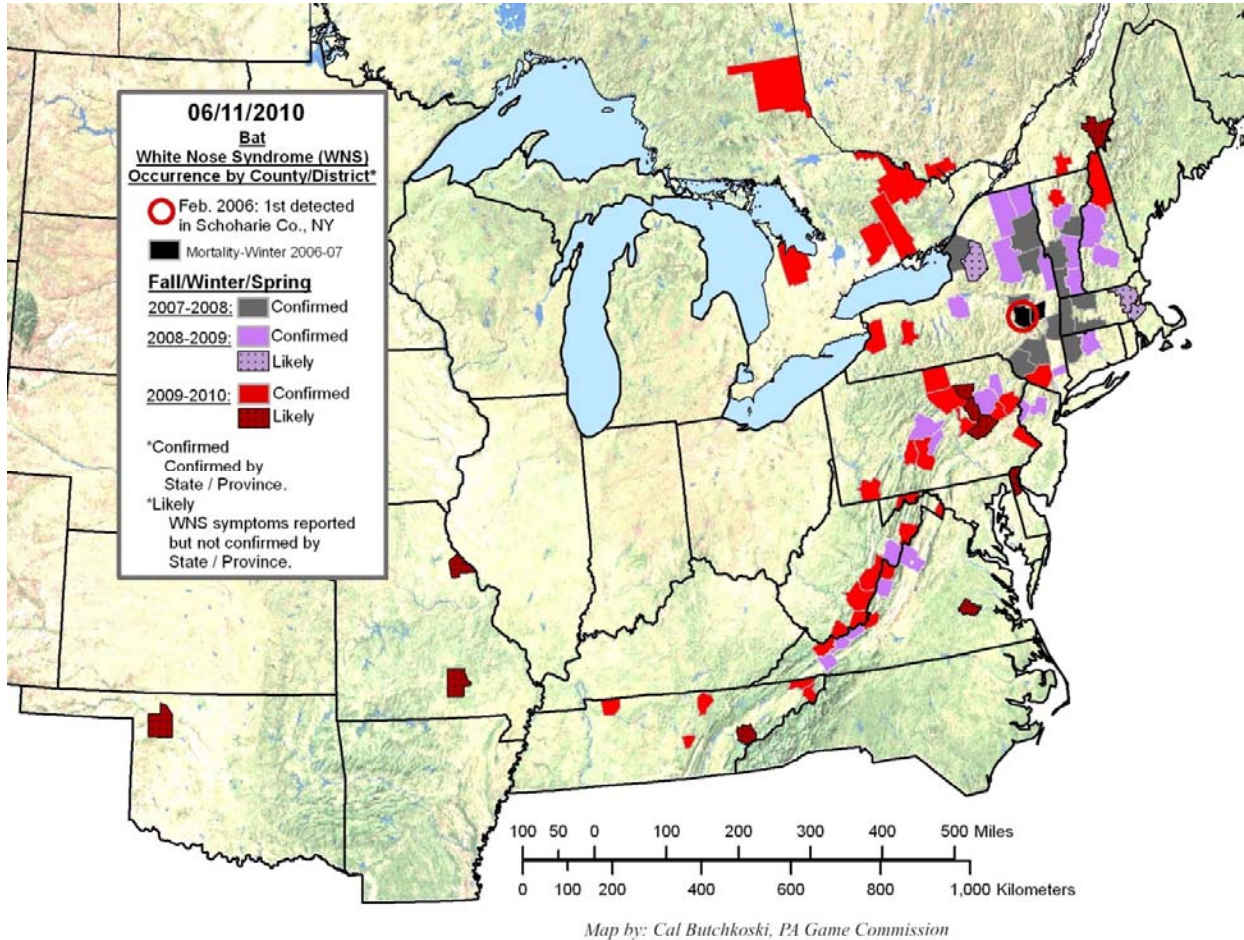 06/11/2010
Bat
White Nose Syndrome (WNS)
Occurrence by County/District*
Feb. 2006: 1st detected
in Schoharie Co., NY
Mortality-Winter 2006-07
Fall/Winter/Spring
2007-2008: Confirmed
2008-2009: Confirmed
Likely
2009-2010: Confirmed
Likely
*Confirmed
Confirmed by
State / Province.
*Likely
WNS symptoms reported
but not confirmed by
State / Province.
100 50 0 100 200 300 400 500 Miles
0 100 200 400 600 800 1,000 Kilometers
Map by: Cal Butchkoski, PA Game Commission